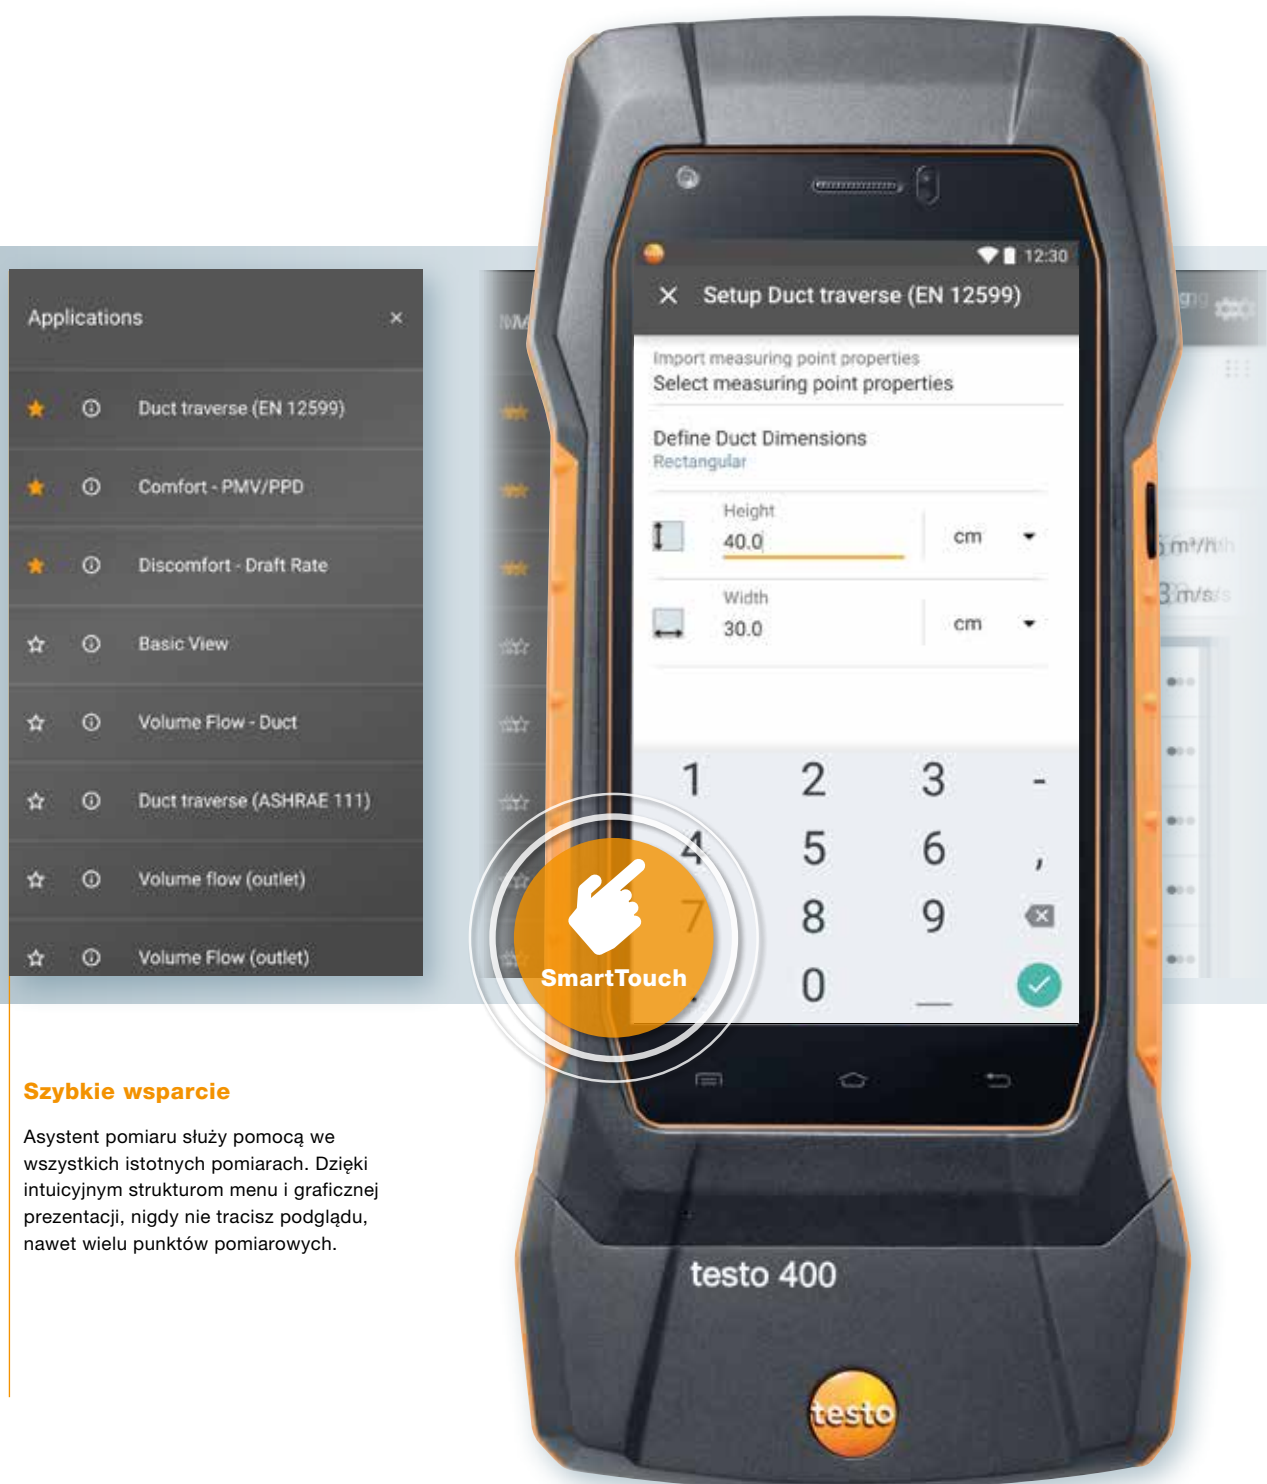 Applications
Duct traverse (EN 12599)
Comfort - PMV/PPD
Discomfort - Draft Rate
Basic View
Volume Flow - Duct
Duct traverse (ASHRAE 111)
Volume flow (outlet)
Volume Flow (outlet)
Szybkie wsparcie
Asystent pomiaru służy pomocą we
wszystkich istotnych pomiarach. Dzięki
intuicyjnym strukturom menu i graficznej
prezentacji, nigdy nie tracisz podglądu,
nawet wielu punktów pomiarowych.
12:30
Setup Duct traverse (EN 12599)
Import measuring point properties
Select measuring point properties
Define Duct Dimensions
Rectangular
Height
40.0 cm
Width
30.0 cm
1 2 3 -
4 5 6 ,
7 8 9
. 0 _
SmartTouch
testo 400
testo
m³/h
m/s